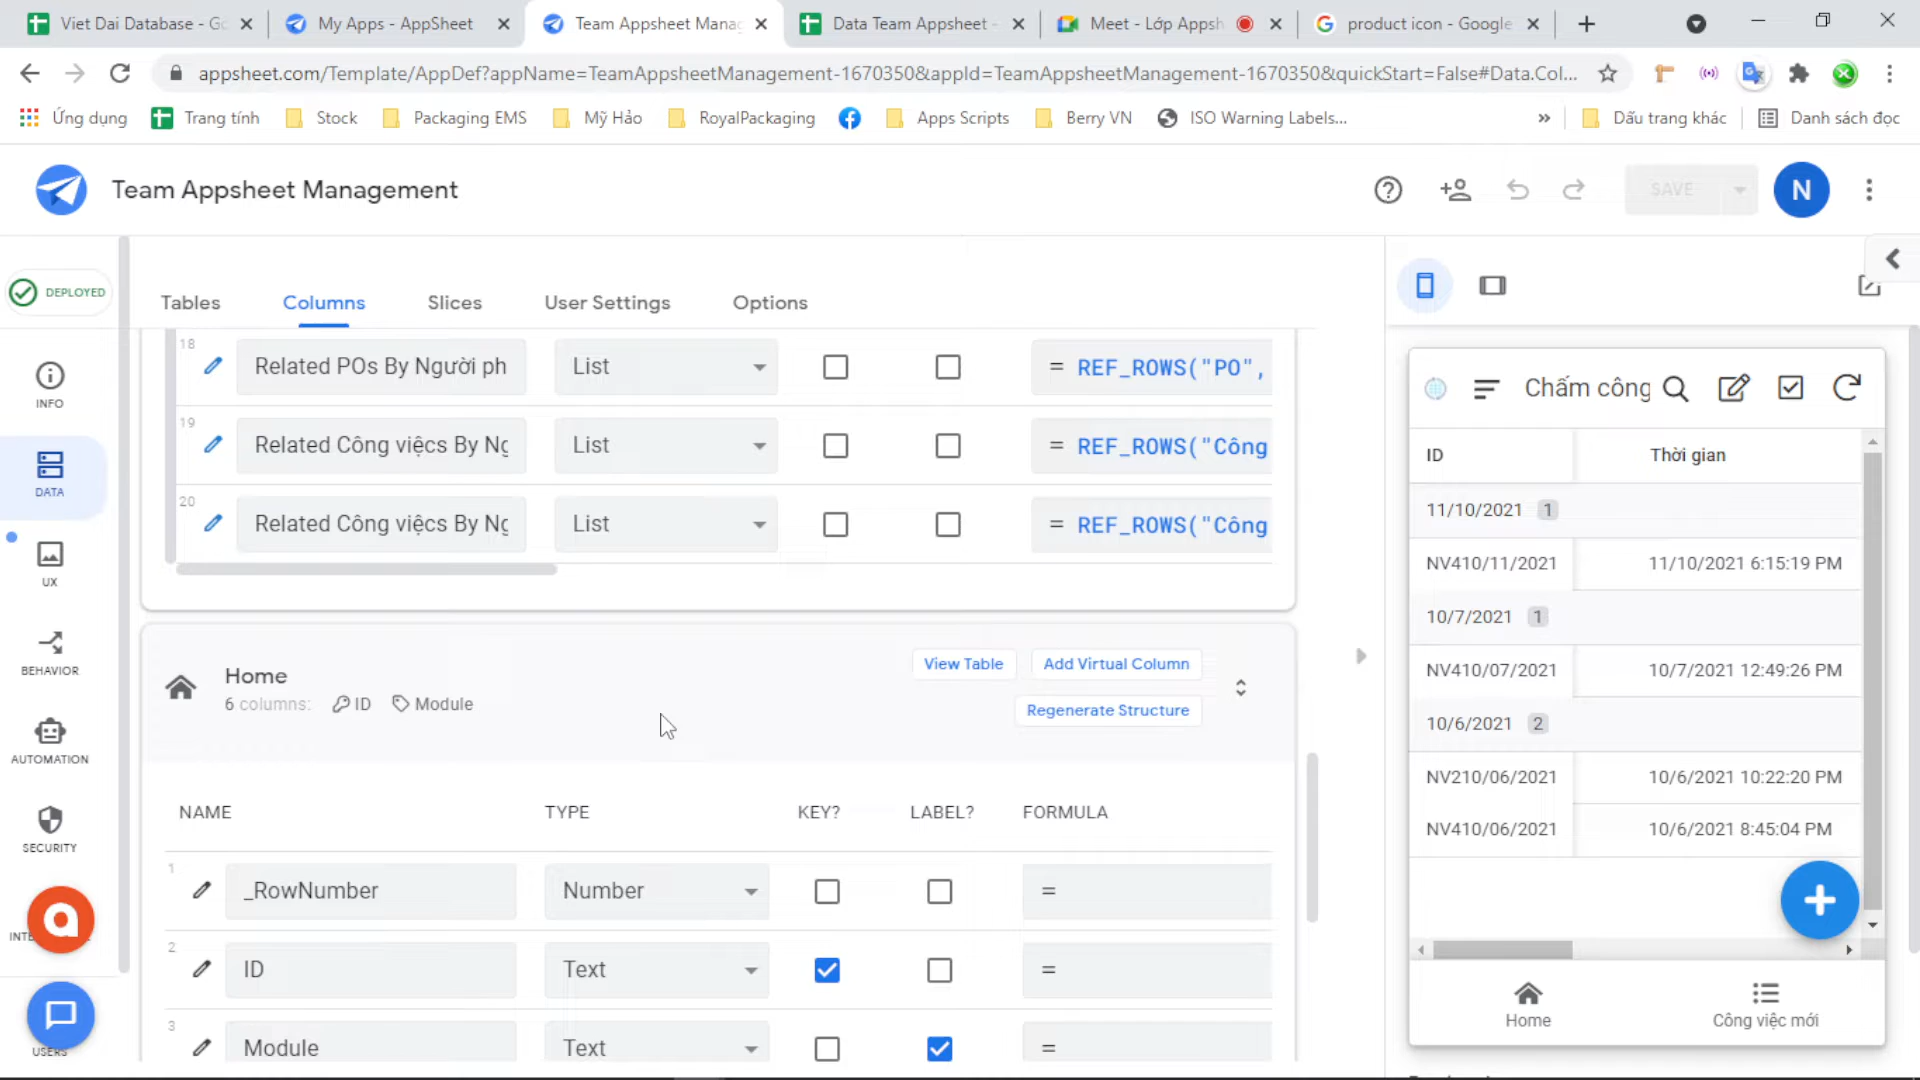 Viet Dai Database - Gc
My Apps - AppSheet
Team Appsheet Manag
Data Team Appsheet -
Meet - Lớp Appsh
product icon - Google
appsheet.com/Template/AppDef?appName=TeamAppsheetManagement-1670350&appId=TeamAppsheetManagement-1670350&quickStart=False#Data.Col...
Ứng dụng
Trang tính
Stock
Packaging EMS
Mỹ Hảo
RoyalPackaging
Apps Scripts
Berry VN
ISO Warning Labels...
»
Dấu trang khác
Danh sách đọc
Team Appsheet Management
SAVE
N
DEPLOYED
INFO
DATA
UX
BEHAVIOR
AUTOMATION
SECURITY
INTE
USERS
Tables
Columns
Slices
User Settings
Options
18
Related POs By Người ph
List
= REF_ROWS("PO",
19
Related Công việcs By Ng
List
= REF_ROWS("Công
20
Related Công việcs By Ng
List
= REF_ROWS("Công
Home
6 columns: ID Module
View Table
Add Virtual Column
Regenerate Structure
NAME TYPE KEY? LABEL? FORMULA
1
_RowNumber
Number
=
2
ID
Text
=
3
Module
Text
=
Chấm công
ID
Thời gian
11/10/2021 1
NV410/11/2021 11/10/2021 6:15:19 PM
10/7/2021 1
NV410/07/2021 10/7/2021 12:49:26 PM
10/6/2021 2
NV210/06/2021 10/6/2021 10:22:20 PM
NV410/06/2021 10/6/2021 8:45:04 PM
Home
Công việc mới